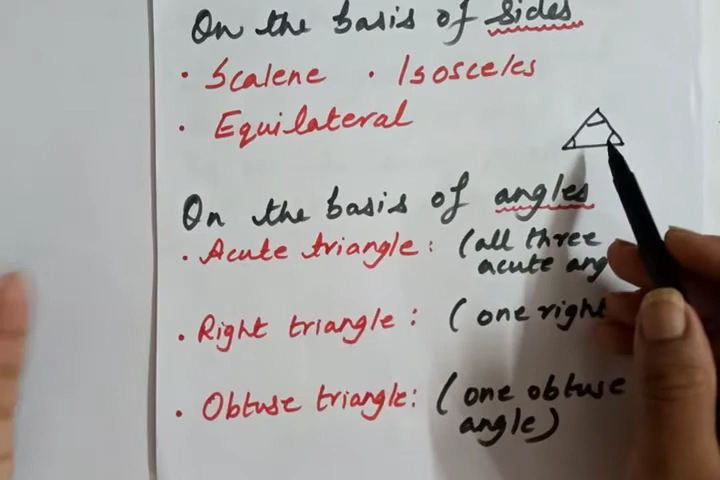 On the basis of sides
· Scalene · Isosceles
· Equilateral
On the basis of angles
· Acute triangle: (all three
acute ang
· Right triangle: (one right
· Obtuse triangle: (one obtuse
angle)